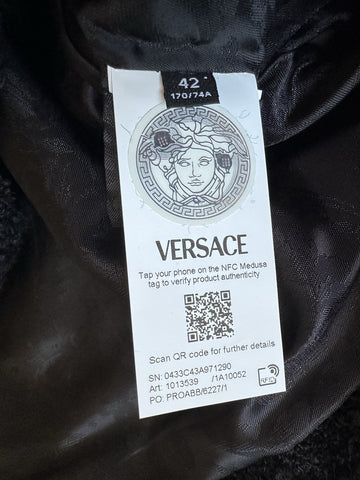 42
170/74A
VERSACE
Tap your phone on the NFC Medusa
tag to verify product authenticity
Scan QR code for further details
SN: 0433C43A971290
Art: 1013539 /1A10052
PO: PROABB/6227/1